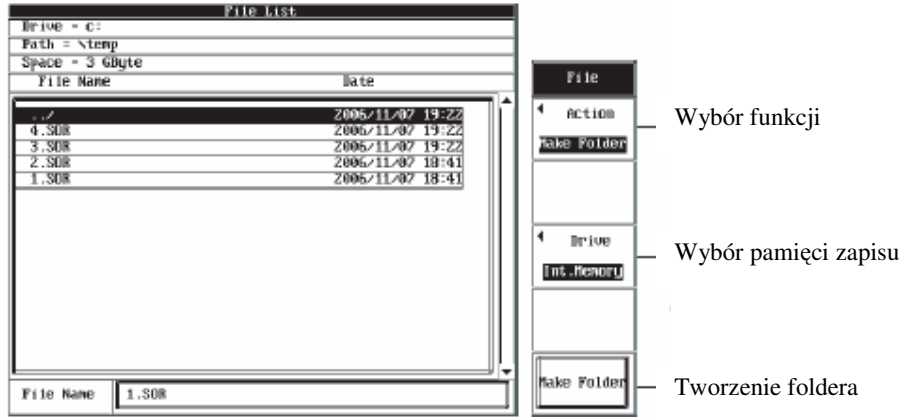 File List
Drive = c:
Path = \temp
Space = 3 GByte
File Name Date
../ 2006/11/07 19:22
4.SOR 2006/11/07 19:22
3.SOR 2006/11/07 19:22
2.SOR 2006/11/07 18:41
1.SOR 2006/11/07 18:41
File Name 1.SOR
File
Action
Make Folder
Wybór funkcji
Drive
Int.Memory
Wybór pamięci zapisu
Make Folder
Tworzenie foldera